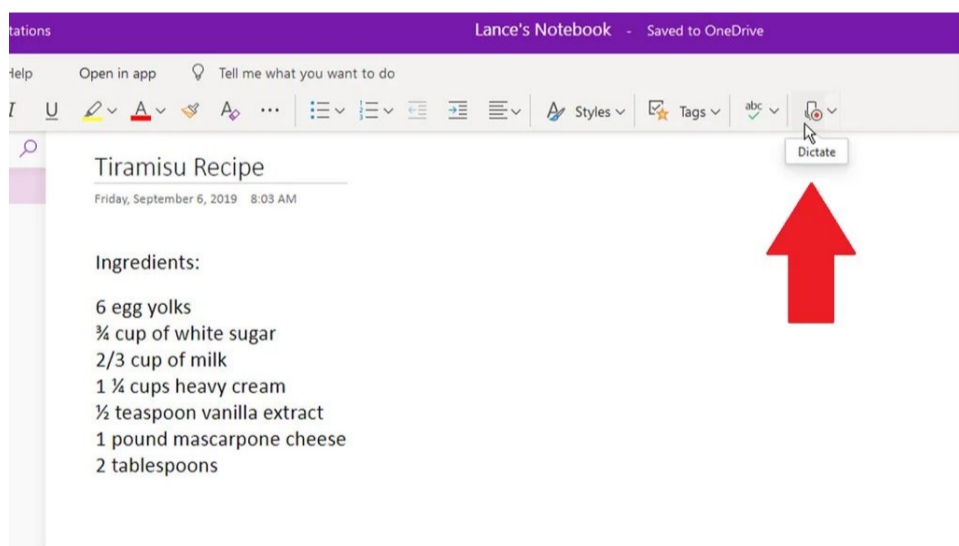 tations
Lance's Notebook - Saved to OneDrive
Help Open in app Tell me what you want to do
I U A A Styles Tags abc
Dictate
Tiramisu Recipe
Friday, September 6, 2019 8:03 AM
Ingredients:
6 egg yolks
¾ cup of white sugar
2/3 cup of milk
1 ¼ cups heavy cream
½ teaspoon vanilla extract
1 pound mascarpone cheese
2 tablespoons